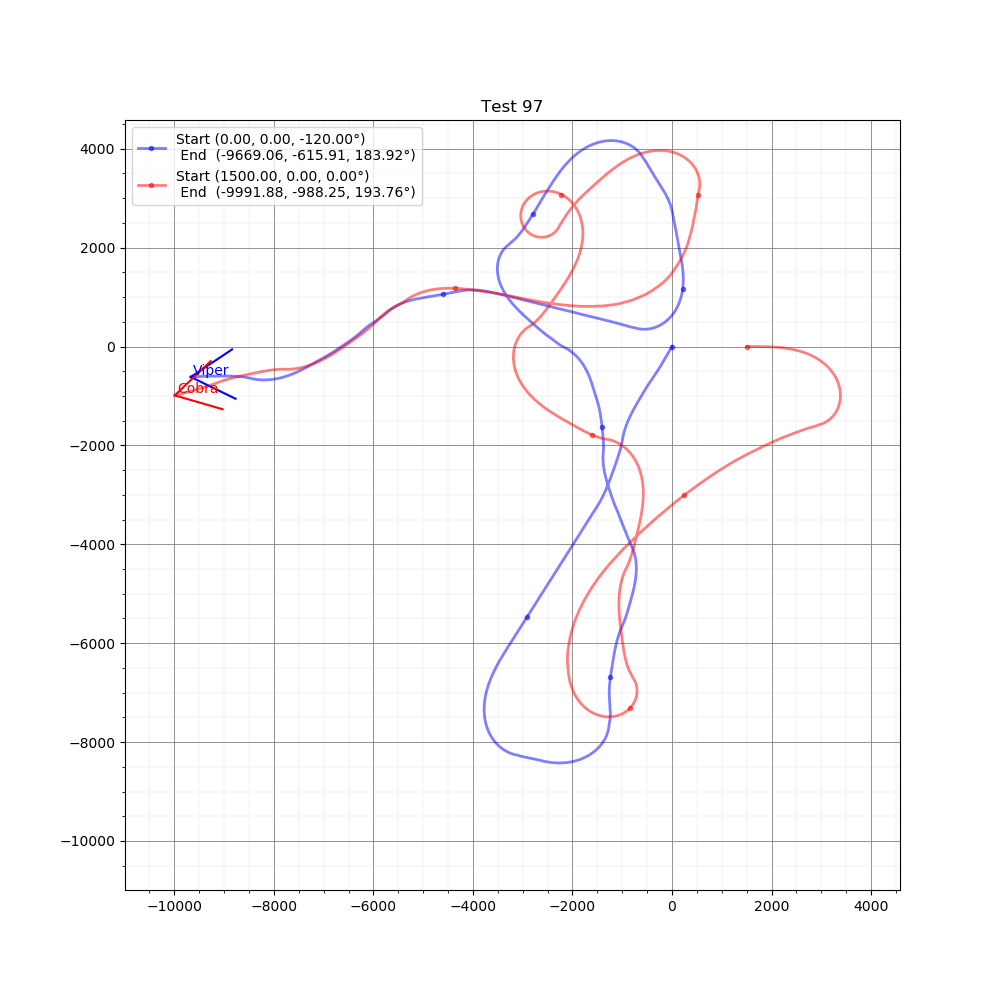 Test 97
Start (0.00, 0.00, -120.00°)
End  (-9669.06, -615.91, 183.92°)
Start (1500.00, 0.00, 0.00°)
End  (-9991.88, -988.25, 193.76°)
4000
2000
0
−2000
−4000
−6000
−8000
−10000
Viper
Cobra
−10000 −8000 −6000 −4000 −2000 0 2000 4000